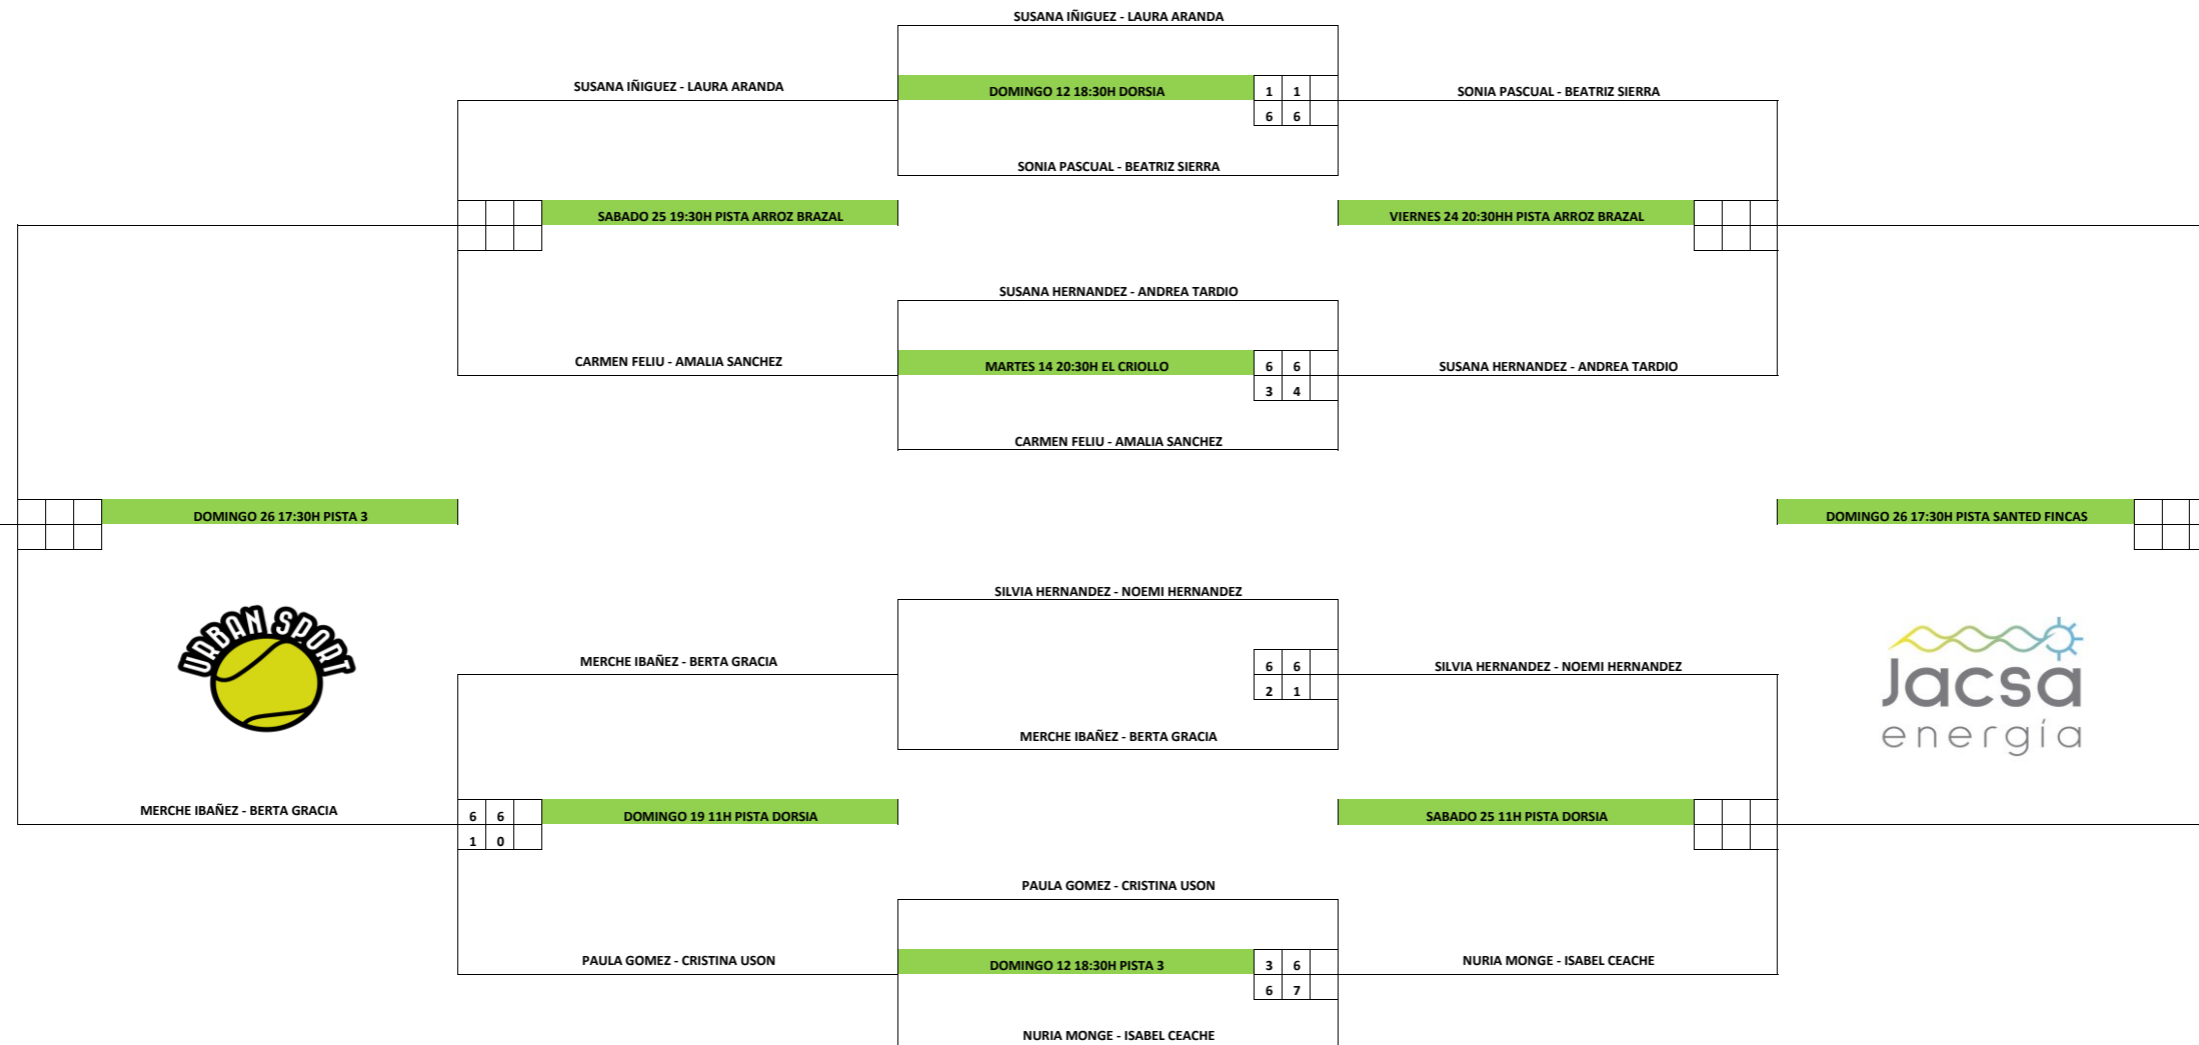 SUSANA IÑIGUEZ - LAURA ARANDA
SUSANA IÑIGUEZ - LAURA ARANDA
DOMINGO 12 18:30H DORSIA
1 1
6 6
SONIA PASCUAL - BEATRIZ SIERRA
SONIA PASCUAL - BEATRIZ SIERRA
SABADO 25 19:30H PISTA ARROZ BRAZAL
VIERNES 24 20:30HH PISTA ARROZ BRAZAL
SUSANA HERNANDEZ - ANDREA TARDIO
CARMEN FELIU - AMALIA SANCHEZ
MARTES 14 20:30H EL CRIOLLO
6 6
3 4
SUSANA HERNANDEZ - ANDREA TARDIO
CARMEN FELIU - AMALIA SANCHEZ
DOMINGO 26 17:30H PISTA 3
DOMINGO 26 17:30H PISTA SANTED FINCAS
SILVIA HERNANDEZ - NOEMI HERNANDEZ
URBAN SPORT
MERCHE IBAÑEZ - BERTA GRACIA
6 6
2 1
SILVIA HERNANDEZ - NOEMI HERNANDEZ
Jacsa
energía
MERCHE IBAÑEZ - BERTA GRACIA
MERCHE IBAÑEZ - BERTA GRACIA
6 6
1 0
DOMINGO 19 11H PISTA DORSIA
SABADO 25 11H PISTA DORSIA
PAULA GOMEZ - CRISTINA USON
PAULA GOMEZ - CRISTINA USON
DOMINGO 12 18:30H PISTA 3
3 6
6 7
NURIA MONGE - ISABEL CEACHE
NURIA MONGE - ISABEL CEACHE